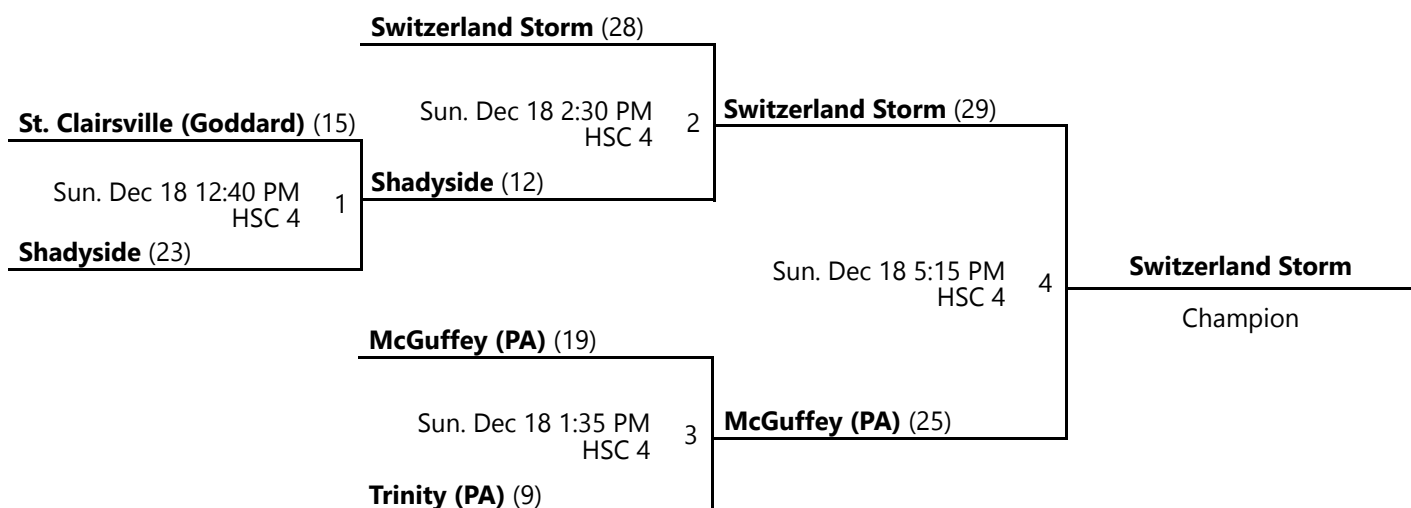 Switzerland Storm (28)
Sun. Dec 18 2:30 PM
HSC 4
2
Switzerland Storm (29)
St. Clairsville (Goddard) (15)
Sun. Dec 18 12:40 PM
HSC 4
1
Shadyside (12)
Shadyside (23)
Sun. Dec 18 5:15 PM
HSC 4
4
Switzerland Storm
Champion
McGuffey (PA) (19)
Sun. Dec 18 1:35 PM
HSC 4
3
McGuffey (PA) (25)
Trinity (PA) (9)